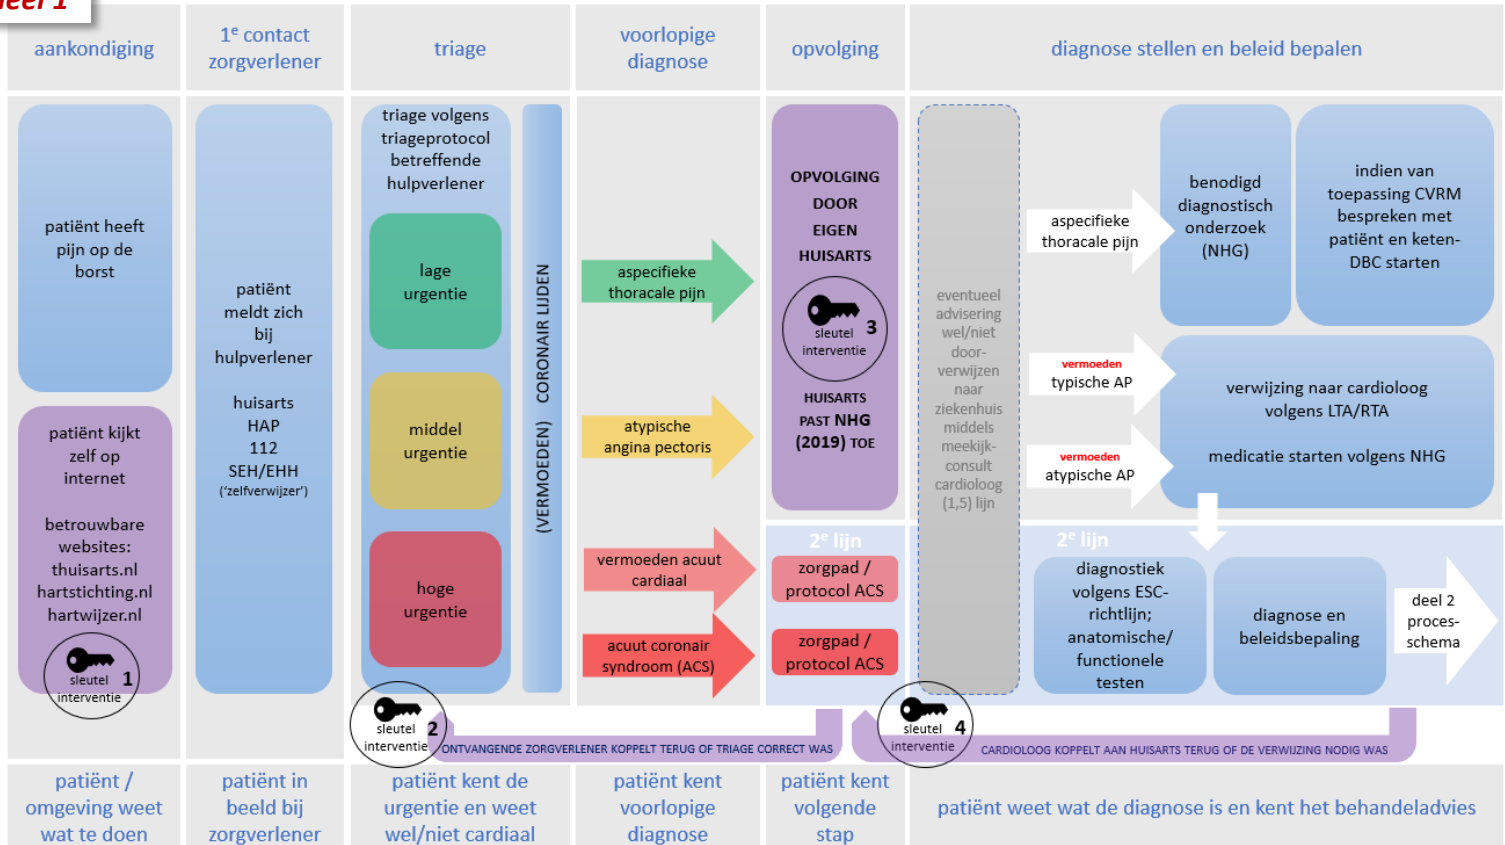 deel 1
aankondiging
1e contact
zorgverlener
triage
voorlopige
diagnose
opvolging
diagnose stellen en beleid bepalen
patiënt heeft
pijn op de
borst
patiënt kijkt
zelf op
internet
betrouwbare
websites:
thuisarts.nl
hartstichting.nl
hartwijzer.nl
sleutel 1
interventie
patiënt
meldt zich
bij
hulpverlener
huisarts
HAP
112
SEH/EHH
('zelfverwijzer')
triage volgens
triageprotocol
betreffende
hulpverlener
lage
urgentie
middel
urgentie
hoge
urgentie
(VERMOEDEN) CORONAIR LIJDEN
sleutel 2
interventie
aspecifieke
thoracale pijn
atypische
angina pectoris
vermoeden acuut
cardiaal
acuut coronair
syndroom (ACS)
OPVOLGING
DOOR
EIGEN
HUISARTS
sleutel 3
interventie
HUISARTS
PAST NHG
(2019) TOE
2e lijn
zorgpad /
protocol ACS
zorgpad /
protocol ACS
eventueel
advisering
wel/niet
door-
verwijzen
naar
ziekenhuis
middels
meekijk-
consult
cardioloog
(1,5) lijn
aspecifieke
thoracale pijn
vermoeden
typische AP
vermoeden
atypische AP
benodigd
diagnostisch
onderzoek
(NHG)
indien van
toepassing CVRM
bespreken met
patiënt en keten-
DBC starten
verwijzing naar cardioloog
volgens LTA/RTA
medicatie starten volgens NHG
2e lijn
diagnostiek
volgens ESC-
richtlijn;
anatomische/
functionele
testen
diagnose en
beleidsbepaling
deel 2
proces-
schema
sleutel 4
interventie
ONTVANGENDE ZORGVERLENER KOPPELT TERUG OF TRIAGE CORRECT WAS
CARDIOLOOG KOPPELT AAN HUISARTS TERUG OF DE VERWIJZING NODIG WAS
patiënt /
omgeving weet
wat te doen
patiënt in
beeld bij
zorgverlener
patiënt kent de
urgentie en weet
wel/niet cardiaal
patiënt kent
voorlopige
diagnose
patiënt kent
volgende
stap
patiënt weet wat de diagnose is en kent het behandeladvies